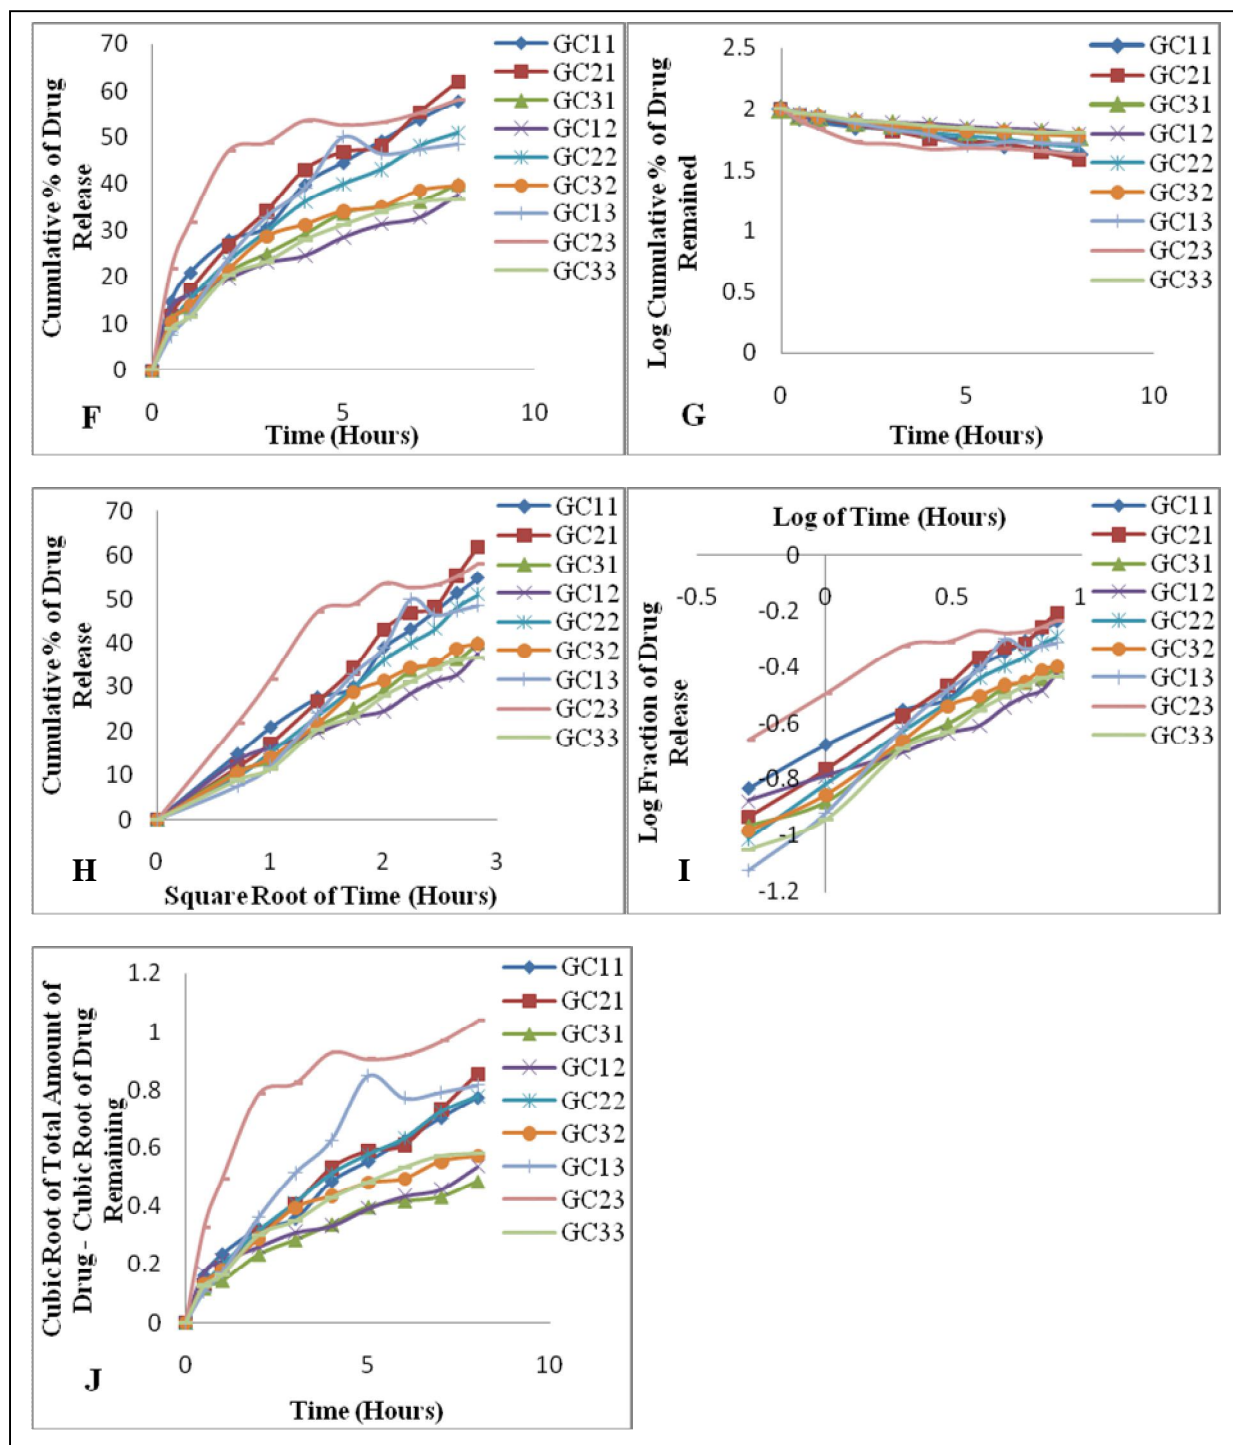 70
60
50
40
30
20
10
0
0
5
10
Cumulative % of Drug
Release
Time (Hours)
F
GC11
GC21
GC31
GC12
GC22
GC32
GC13
GC23
GC33
2.5
2
1.5
1
0.5
0
0
5
10
Log Cumulative % of Drug
Remained
Time (Hours)
G
GC11
GC21
GC31
GC12
GC22
GC32
GC13
GC23
GC33
70
60
50
40
30
20
10
0
0
1
2
3
Cumulative % of Drug
Release
Square Root of Time (Hours)
H
GC11
GC21
GC31
GC12
GC22
GC32
GC13
GC23
GC33
Log of Time (Hours)
0
-0.5
0
0.5
1
-0.2
-0.4
-0.6
-0.8
-1
-1.2
Log Fraction of Drug
Release
I
GC11
GC21
GC31
GC12
GC22
GC32
GC13
GC23
GC33
1.2
1
0.8
0.6
0.4
0.2
0
0
5
10
Cubic Root of Total Amount of
Drug - Cubic Root of Drug
Remaining
Time (Hours)
J
GC11
GC21
GC31
GC12
GC22
GC32
GC13
GC23
GC33